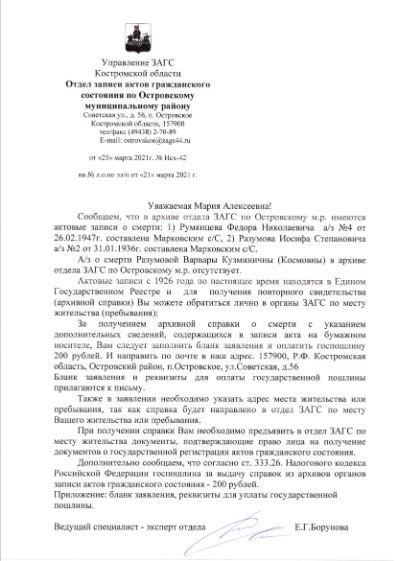 Управление ЗАГС
Костромской области
Отдел записи актов гражданского
состояния по Островскому
муниципальному району
Советская ул., д. 56, п. Островское
Костромской области, 157900
тел/факс (49438) 2-70-89
E-mail: ostrovskoe@zags44.ru
от «25» марта 2021г. № Исх-42
на № л.о.по эл/п от «21» марта 2021 г.
Уважаемая Мария Алексеевна!
Сообщаем, что в архиве отдела ЗАГС по Островскому м.р. имеются
актовые записи о смерти: 1) Румянцева Федора Николаевича а/з №4 от
26.02.1947г. составлена Марковским с/С, 2) Разумова Иосифа Степановича
а/з №2 от 31.01.1936г. составлена Марковским с/С.
А/з о смерти Разумовой Варвары Кузминичны (Космовны) в архиве
отдела ЗАГС по Островскому м.р. отсутствует.
Актовые записи с 1926 года по настоящее время находятся в Едином
Государственном Реестре и для получения повторного свидетельства
(архивной справки) Вы можете обратиться лично в органы ЗАГС по месту
жительства (пребывания);
За получением архивной справки о смерти с указанием
дополнительных сведений, содержащихся в записи акта на бумажном
носителе, Вам следует заполнить бланк заявления и оплатить госпошлину
200 рублей. И направить по почте в наш адрес. 157900, Р.Ф. Костромская
область, Островский район, п.Островское, ул.Советская, д.56
Бланк заявления и реквизиты для оплаты государственной пошлины
прилагаются к письму.
Также в заявлении необходимо указать адрес места жительства или
пребывания, так как справка будет направлено в отдел ЗАГС по месту
Вашего жительства или пребывания.
При получении справки Вам необходимо предъявить в отдел ЗАГС по
месту жительства документы, подтверждающие право лица на получение
документов о государственной регистрации актов гражданского состояния.
Дополнительно сообщаем, что согласно ст. 333.26. Налогового кодекса
Российской Федерации госпошлина за выдачу справок из архивов органов
записи актов гражданского состояния - 200 рублей.
Приложение: бланк заявления, реквизиты для уплаты государственной
пошлины.
Ведущий специалист - эксперт отдела Е.Г.Борунова